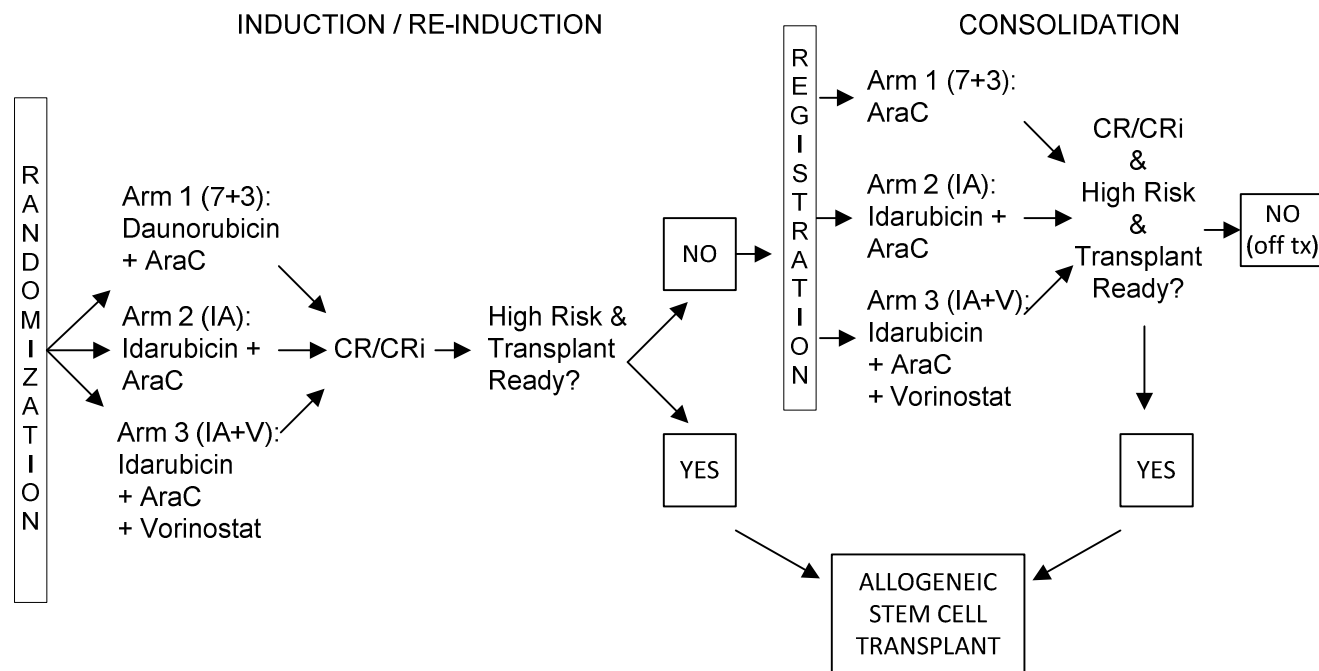 INDUCTION / RE-INDUCTION
RANDOMIZATION
Arm 1 (7+3):
Daunorubicin
+ AraC
Arm 2 (IA):
Idarubicin +
AraC
Arm 3 (IA+V):
Idarubicin
+ AraC
+ Vorinostat
CR/CRi
High Risk &
Transplant
Ready?
NO
YES
CONSOLIDATION
REGISTRATION
Arm 1 (7+3):
AraC
Arm 2 (IA):
Idarubicin +
AraC
Arm 3 (IA+V):
Idarubicin
+ AraC
+ Vorinostat
CR/CRi
&
High Risk
&
Transplant
Ready?
NO
(off tx)
YES
ALLOGENEIC
STEM CELL
TRANSPLANT